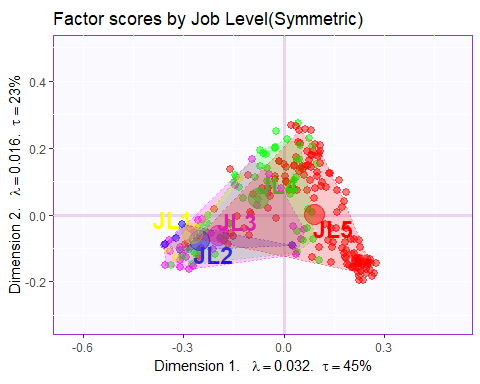 Factor scores by Job Level(Symmetric)
0.4
0.2
0.0
-0.2
Dimension 2. λ = 0.016. τ = 23%
JL1
JL3
JL2
JL5
-0.6
-0.3
0.0
0.3
Dimension 1. λ = 0.032. τ = 45%